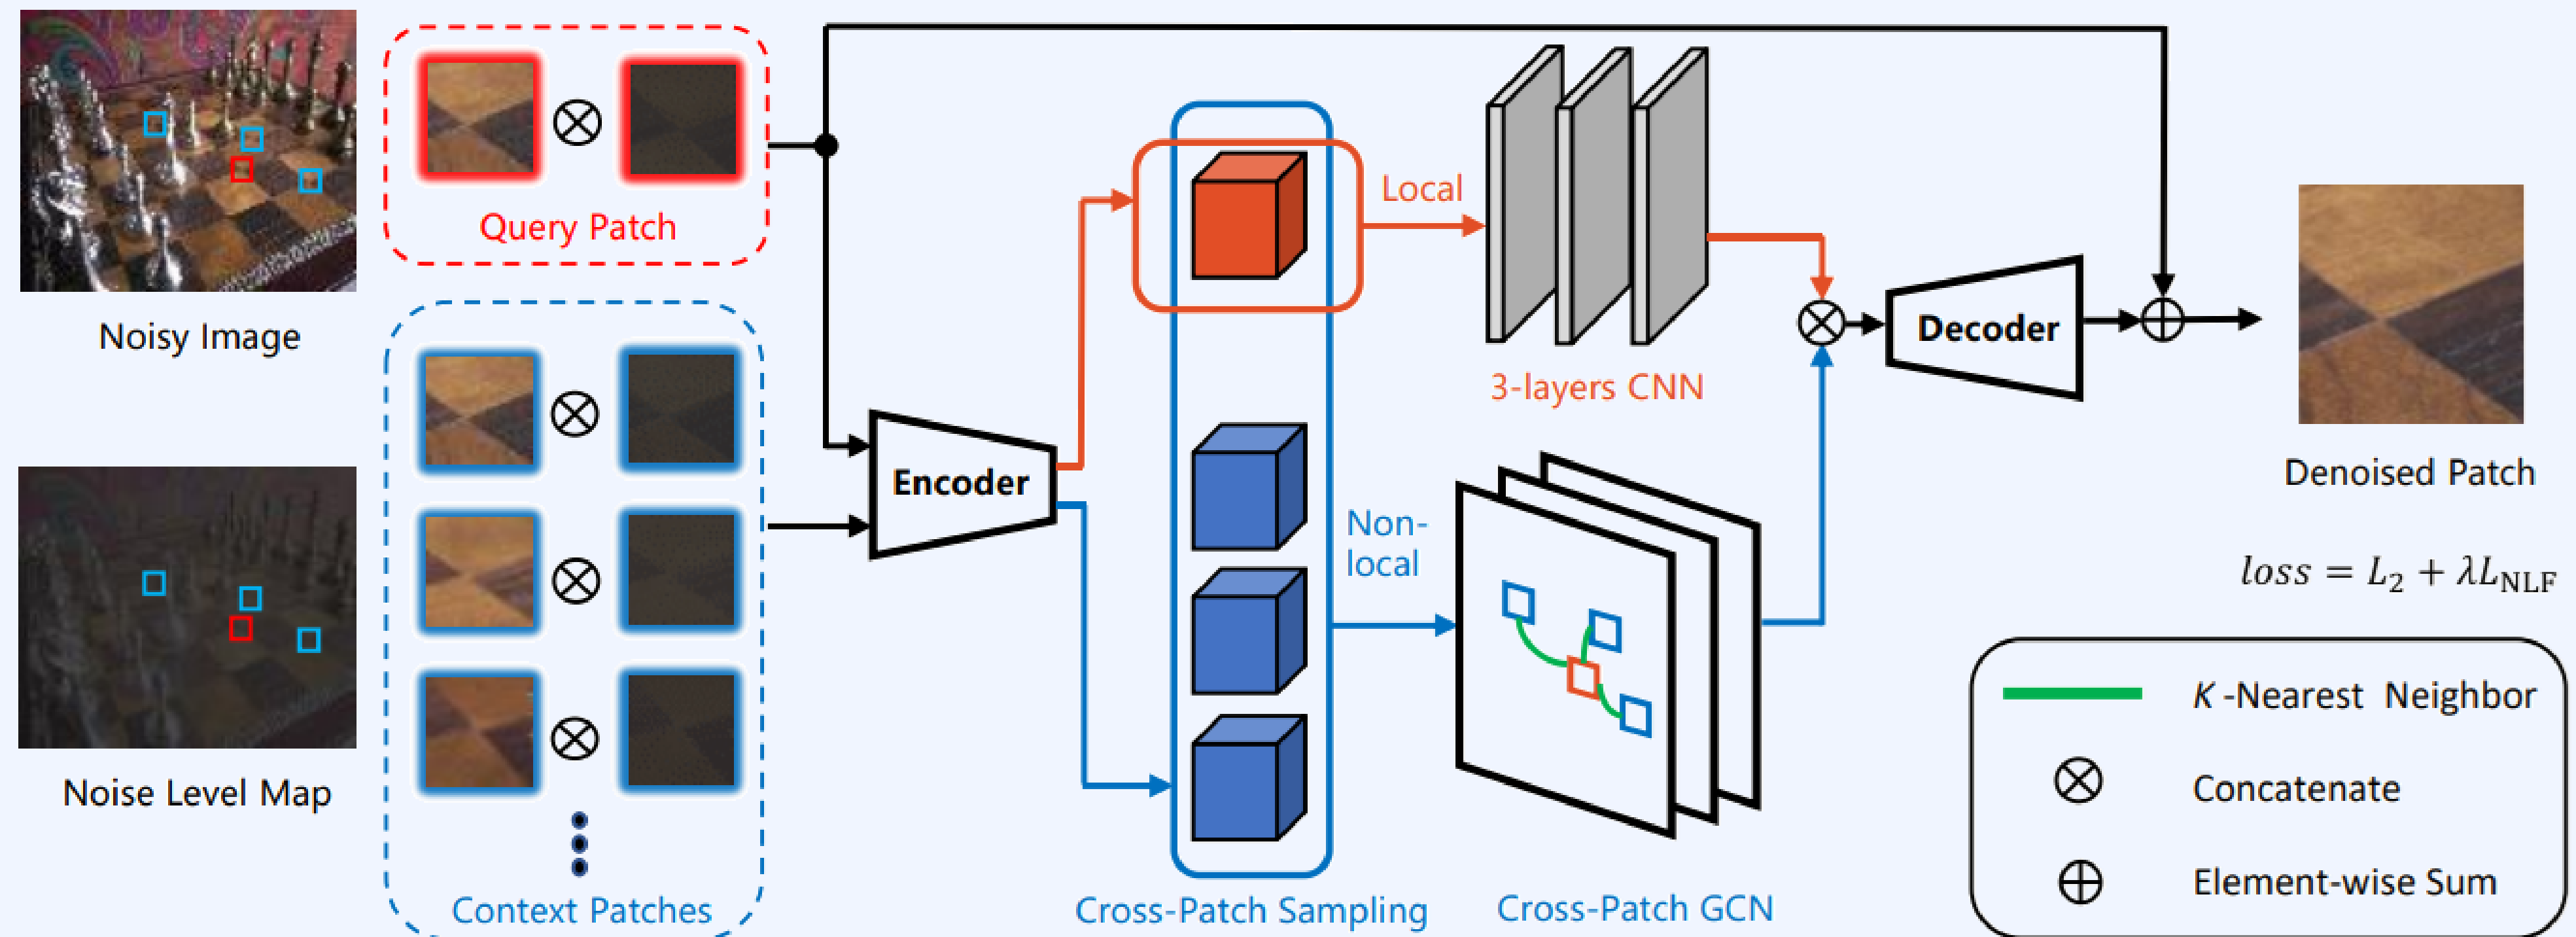 Noisy Image
Noise Level Map
Query Patch
Context Patches
Encoder
Cross-Patch Sampling
Local
3-layers CNN
Non-
local
Cross-Patch GCN
Decoder
Denoised Patch
loss = L₂ + λL_NLF
K -Nearest Neighbor
Concatenate
Element-wise Sum